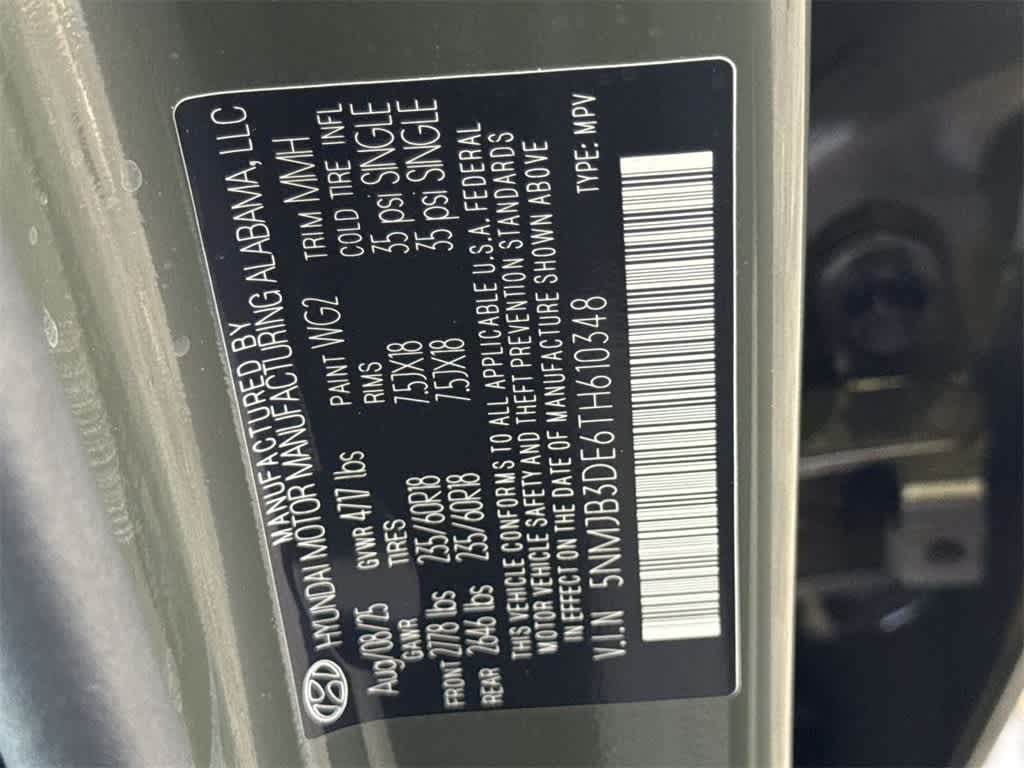 MANUFACTURED BY
HYUNDAI MOTOR MANUFACTURING ALABAMA, LLC
Aug/08/25 GVWR 4717 lbs PAINT WG2 TRIM MMH
GAWR TIRES RIMS COLD TIRE INFL
FRONT 2778 lbs 235/60R18 7.5JX18 35 psi SINGLE
REAR 2646 lbs 235/60R18 7.5JX18 35 psi SINGLE
THIS VEHICLE CONFORMS TO ALL APPLICABLE U.S.A. FEDERAL
MOTOR VEHICLE SAFETY AND THEFT PREVENTION STANDARDS
IN EFFECT ON THE DATE OF MANUFACTURE SHOWN ABOVE
V.I.N 5NMJB3DE6TH610348 TYPE: MPV